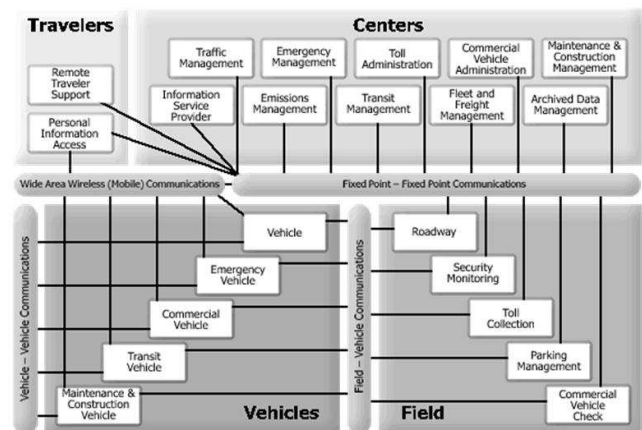 Travelers
Centers
Traffic
Management
Emergency
Management
Toll
Administration
Commercial
Vehicle
Administration
Maintenance &
Construction Management
Remote
Traveler
Support
Information
Service
Provider
Emissions
Management
Transit
Management
Fleet and
Freight
Management
Archived Data
Management
Personal
Information
Access
Wide Area Wireless (Mobile) Communications
Fixed Point – Fixed Point Communications
Vehicle – Vehicle Communications
Vehicle
Emergency
Vehicle
Commercial
Vehicle
Transit
Vehicle
Maintenance &
Construction
Vehicle
Vehicles
Field – Vehicle Communications
Roadway
Security
Monitoring
Toll
Collection
Parking
Management
Commercial
Vehicle
Check
Field